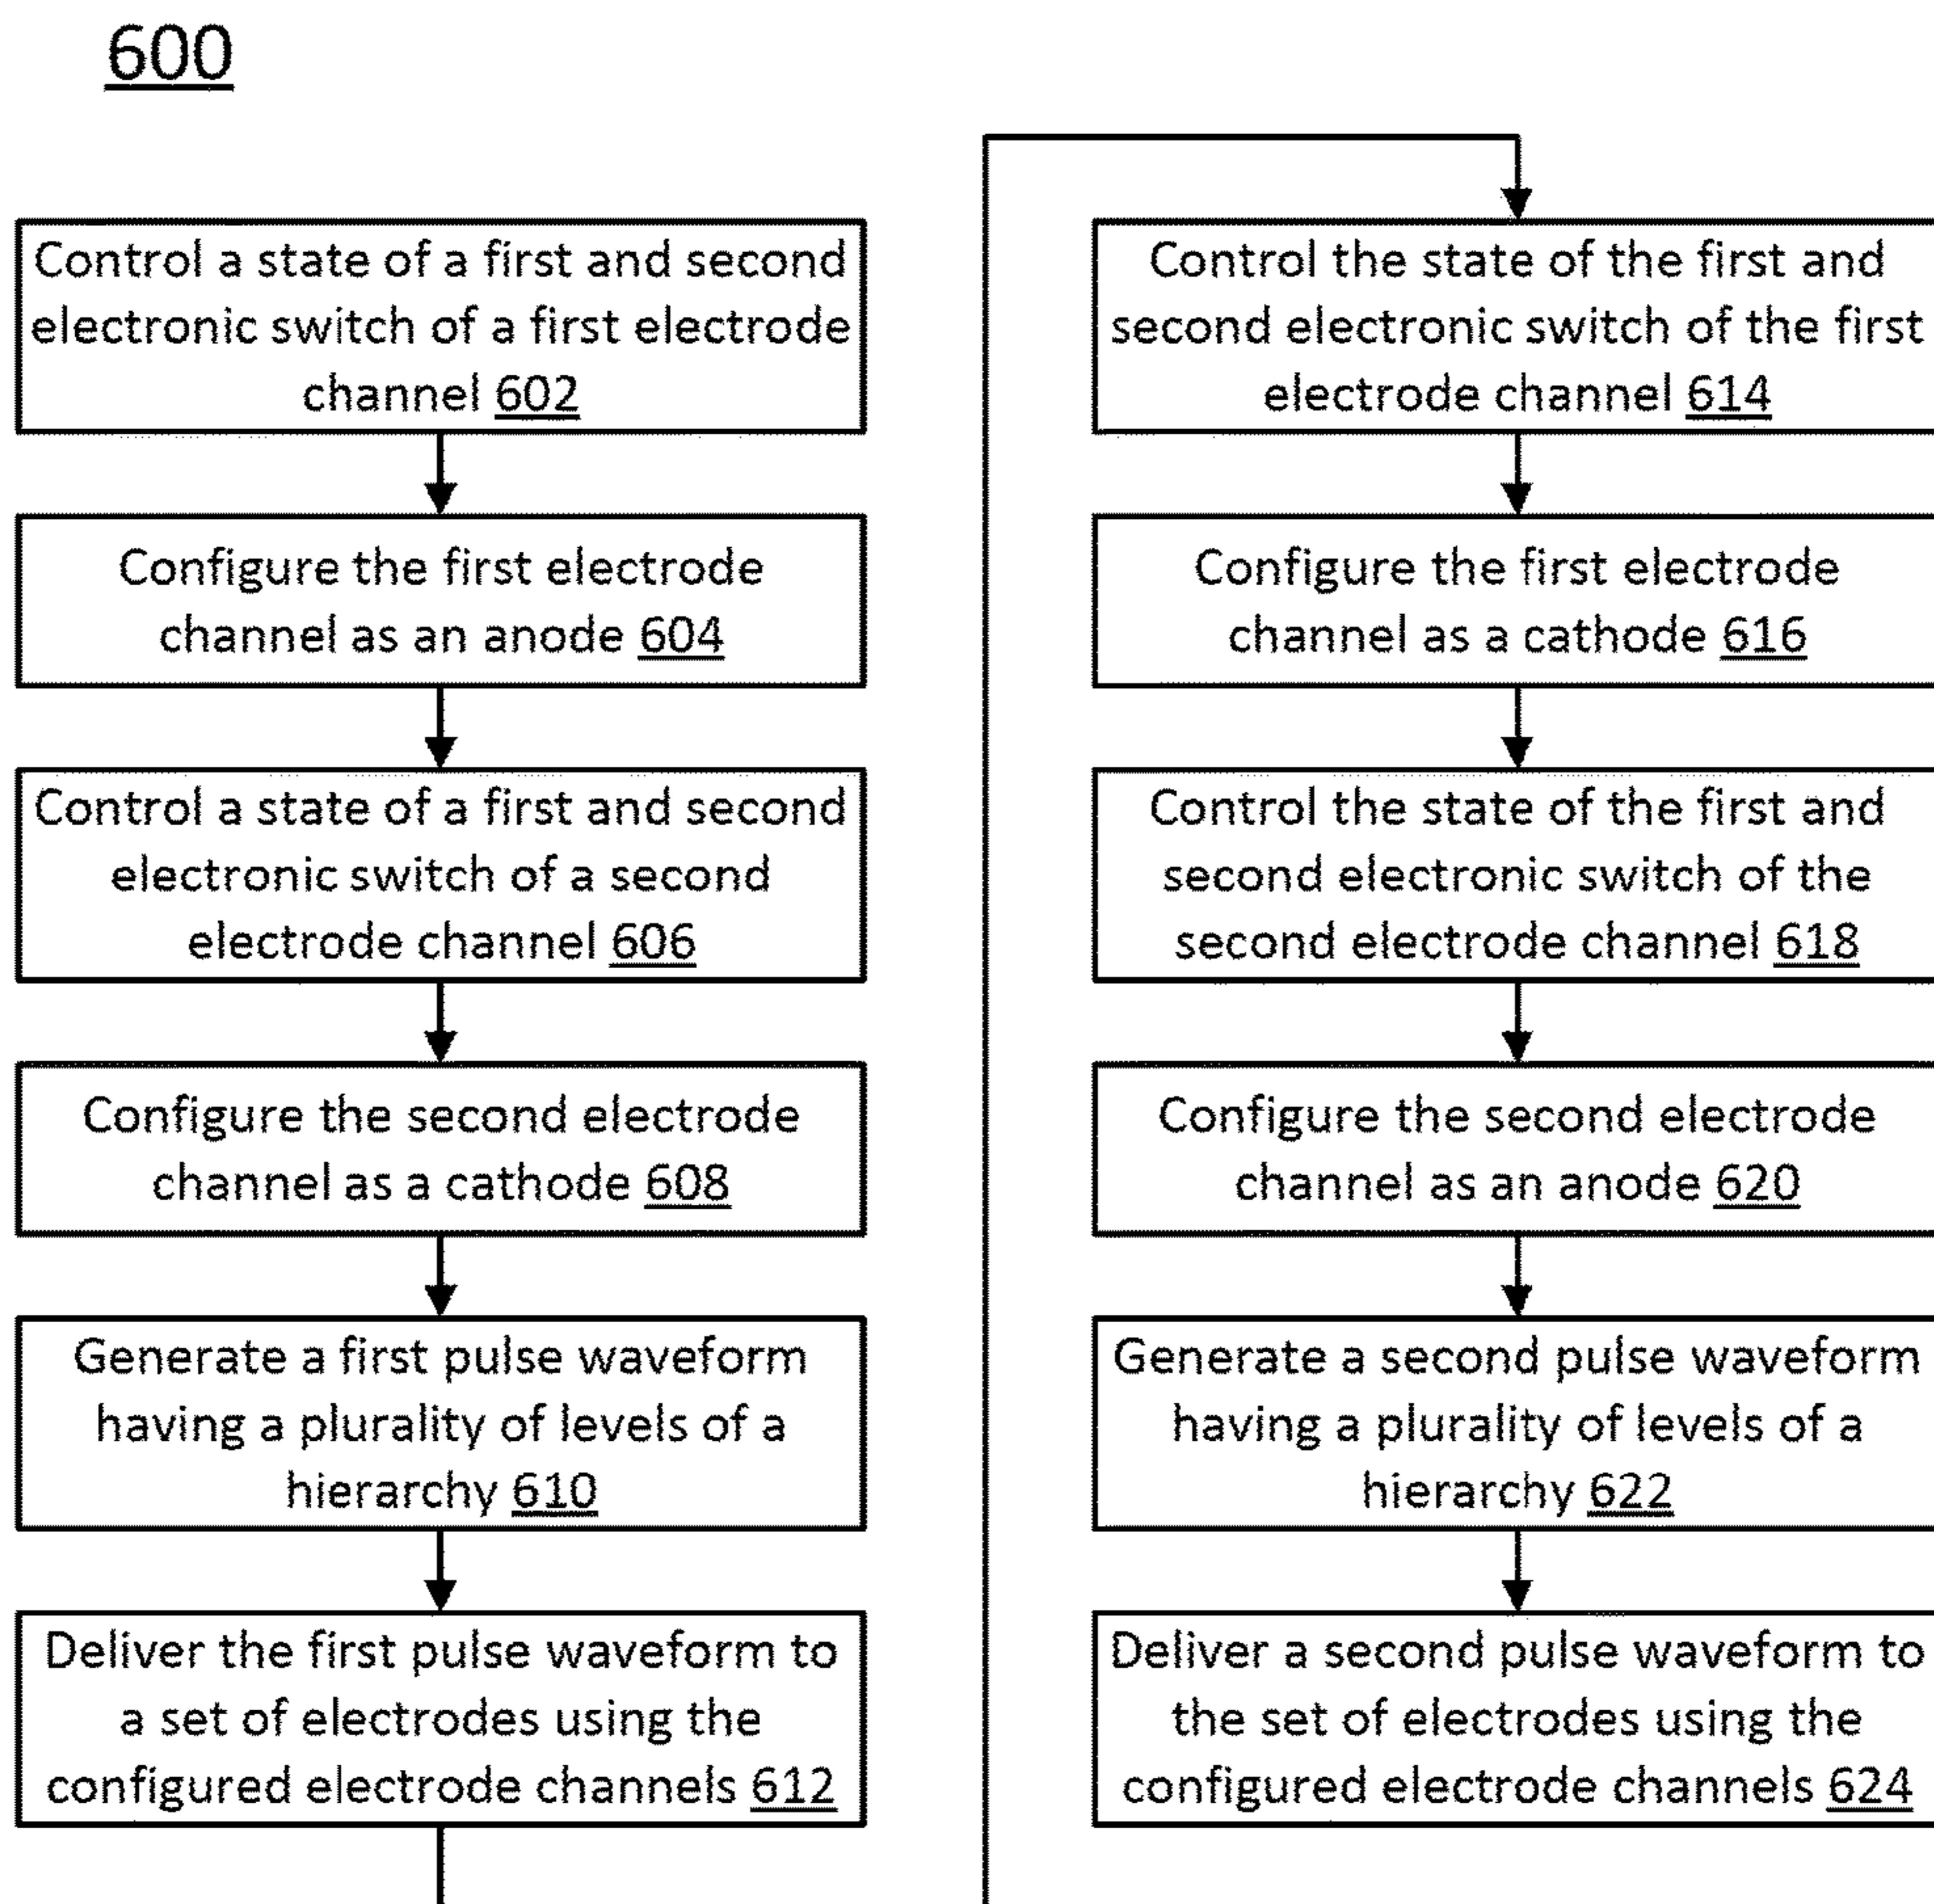 600
Control a state of a first and second
electronic switch of a first electrode
channel 602
Configure the first electrode
channel as an anode 604
Control a state of a first and second
electronic switch of a second
electrode channel 606
Configure the second electrode
channel as a cathode 608
Generate a first pulse waveform
having a plurality of levels of a
hierarchy 610
Deliver the first pulse waveform to
a set of electrodes using the
configured electrode channels 612
Control the state of the first and
second electronic switch of the first
electrode channel 614
Configure the first electrode
channel as a cathode 616
Control the state of the first and
second electronic switch of the
second electrode channel 618
Configure the second electrode
channel as an anode 620
Generate a second pulse waveform
having a plurality of levels of a
hierarchy 622
Deliver a second pulse waveform to
the set of electrodes using the
configured electrode channels 624